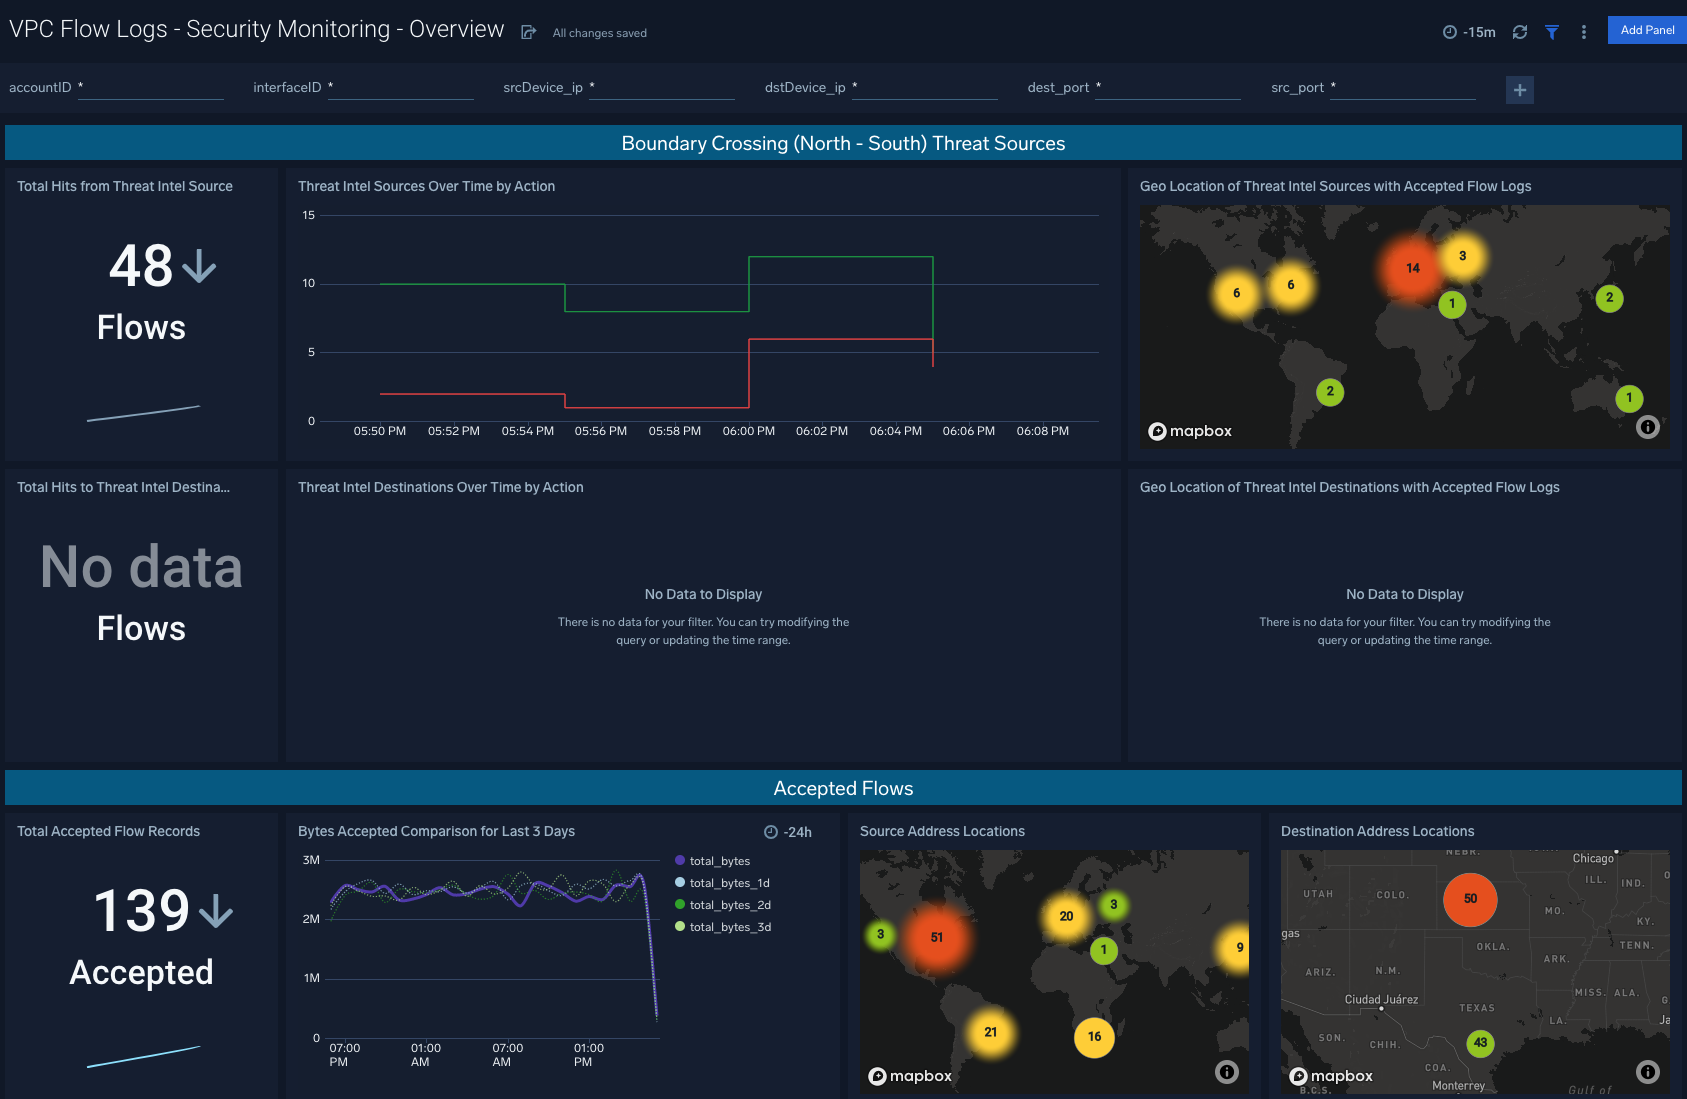 VPC Flow Logs - Security Monitoring - Overview
All changes saved
-15m
Add Panel
accountID *
interfaceID *
srcDevice_ip *
dstDevice_ip *
dest_port *
src_port *
Boundary Crossing (North - South) Threat Sources
Total Hits from Threat Intel Source
48
Flows
Threat Intel Sources Over Time by Action
15
10
5
0
05:50 PM
05:52 PM
05:54 PM
05:56 PM
05:58 PM
06:00 PM
06:02 PM
06:04 PM
06:06 PM
06:08 PM
Geo Location of Threat Intel Sources with Accepted Flow Logs
14
3
6
6
1
2
2
1
mapbox
Total Hits to Threat Intel Destina...
No data
Flows
Threat Intel Destinations Over Time by Action
No Data to Display
There is no data for your filter. You can try modifying the
query or updating the time range.
Geo Location of Threat Intel Destinations with Accepted Flow Logs
No Data to Display
There is no data for your filter. You can try modifying the
query or updating the time range.
Accepted Flows
Total Accepted Flow Records
139
Accepted
Bytes Accepted Comparison for Last 3 Days
-24h
3M
2M
1M
0
07:00
PM
01:00
AM
07:00
AM
01:00
PM
total_bytes
total_bytes_1d
total_bytes_2d
total_bytes_3d
Source Address Locations
3
51
20
3
1
9
21
16
mapbox
Destination Address Locations
NEBR.
Chicago
UTAH
COLO.
50
ILL.
IND.
MO.
KY.
gas
OKLA.
TENN.
ARIZ.
N.M.
ARK.
MISS.
ALA.
Ciudad Juárez
TEXAS
LA.
SON.
CHIH.
43
COA.
mapbox
Monterrey
B.C.S.
Gulf of